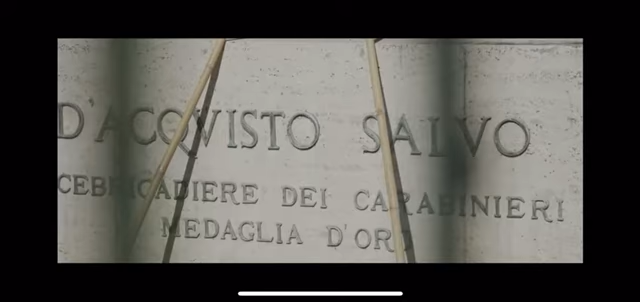 D'ACQVISTO SALVO
CEBRIGADIERE DEI CARABINIERI
MEDAGLIA D'ORO